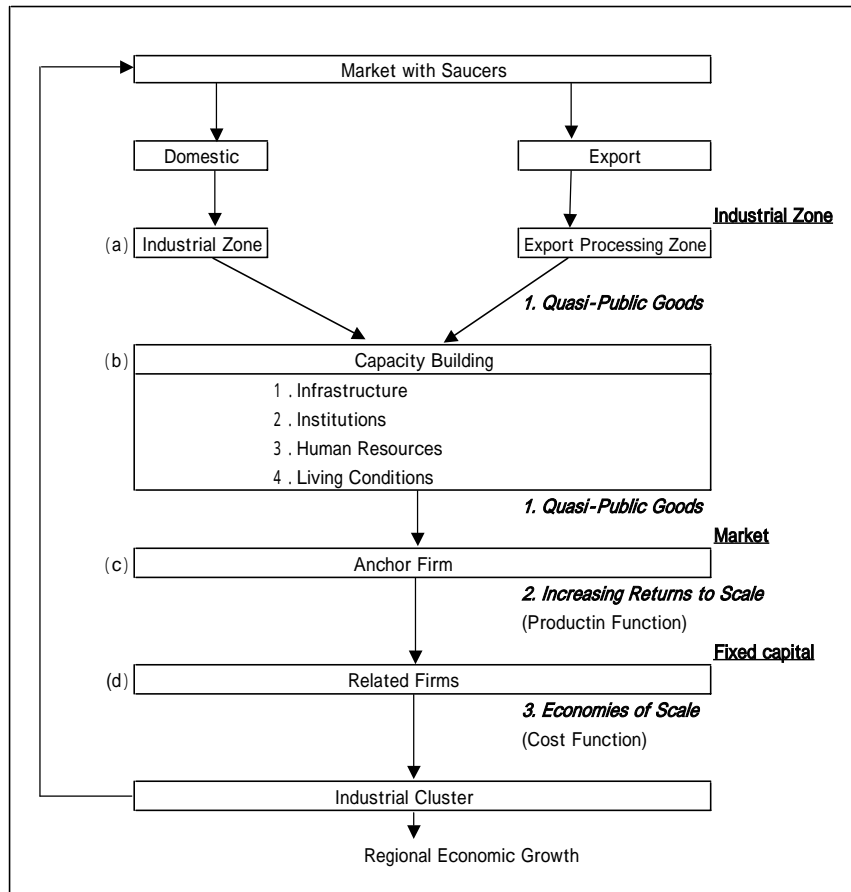 Market with Saucers
Domestic
Export
Industrial Zone
(a)
Industrial Zone
Export Processing Zone
1. Quasi-Public Goods
(b)
Capacity Building
1 . Infrastructure
2 . Institutions
3 . Human Resources
4 . Living Conditions
1. Quasi-Public Goods
Market
(c)
Anchor Firm
2. Increasing Returns to Scale
(Productin Function)
Fixed capital
(d)
Related Firms
3. Economies of Scale
(Cost Function)
Industrial Cluster
Regional Economic Growth